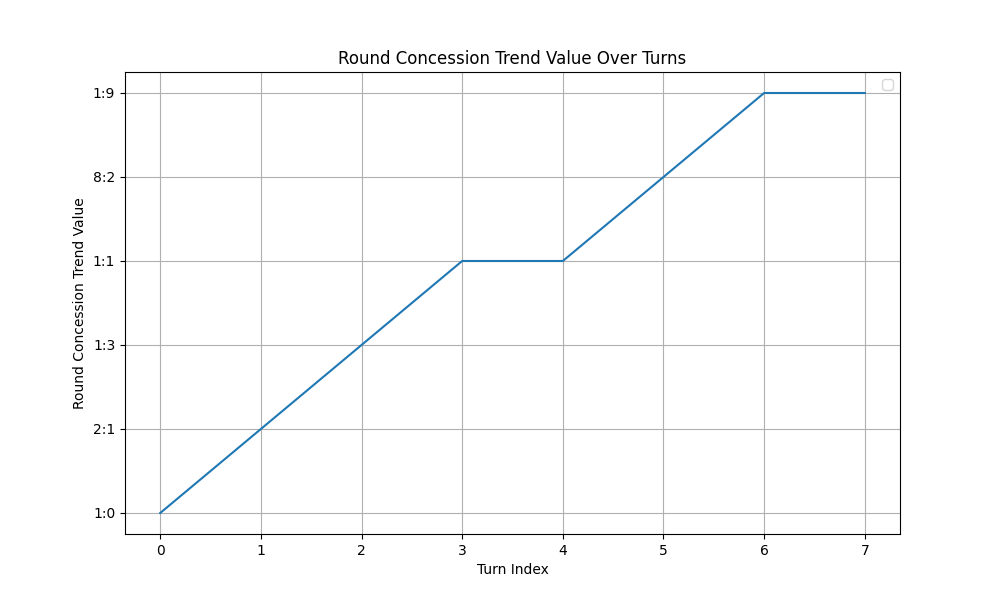 Round Concession Trend Value Over Turns
Round Concession Trend Value
1:9
8:2
1:1
1:3
2:1
1:0
0 1 2 3 4 5 6 7
Turn Index